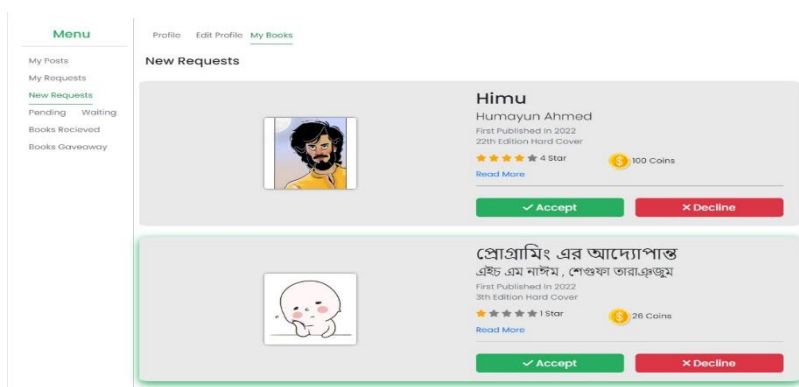 Menu
My Posts
My Requests
New Requests
Pending Waiting
Books Recieved
Books Gaveaway
Profile Edit Profile My Books
New Requests
Himu
Humayun Ahmed
First Published in 2022
22th Edition Hard Cover
4 Star 100 Coins
Read More
Accept Decline
প্রোগ্রামিং এর আদ্যোপান্ত
এইচ এম নাঈম , শেগুফা তারাঞ্জুম
First Published in 2022
3th Edition Hard Cover
1 Star 26 Coins
Read More
Accept Decline